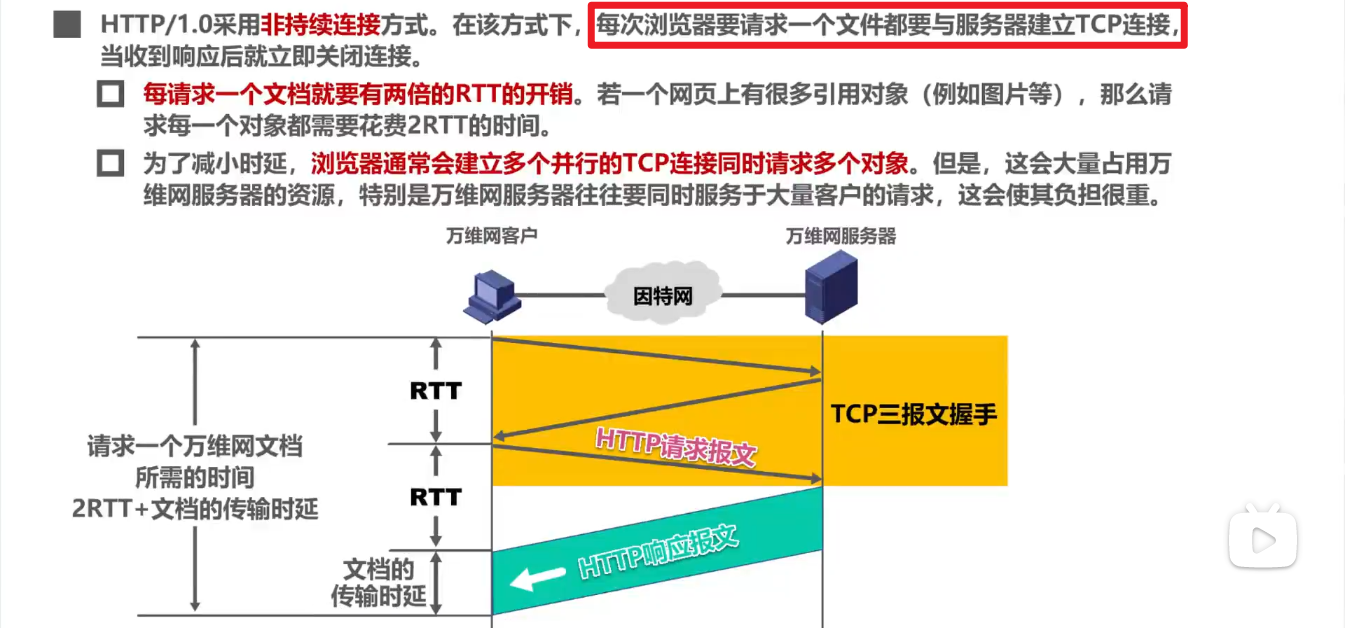 HTTP/1.0采用非持续连接方式。在该方式下，每次浏览器要请求一个文件都要与服务器建立TCP连接，
当收到响应后就立即关闭连接。
每请求一个文档就要有两倍的RTT的开销。若一个网页上有很多引用对象（例如图片等），那么请
求每一个对象都需要花费2RTT的时间。
为了减小时延，浏览器通常会建立多个并行的TCP连接同时请求多个对象。但是，这会大量占用万
维网服务器的资源，特别是万维网服务器往往要同时服务于大量客户的请求，这会使其负担很重。
万维网客户
万维网服务器
因特网
RTT
TCP三报文握手
HTTP请求报文
请求一个万维网文档
所需的时间
2RTT+文档的传输时延
RTT
HTTP响应报文
文档的
传输时延